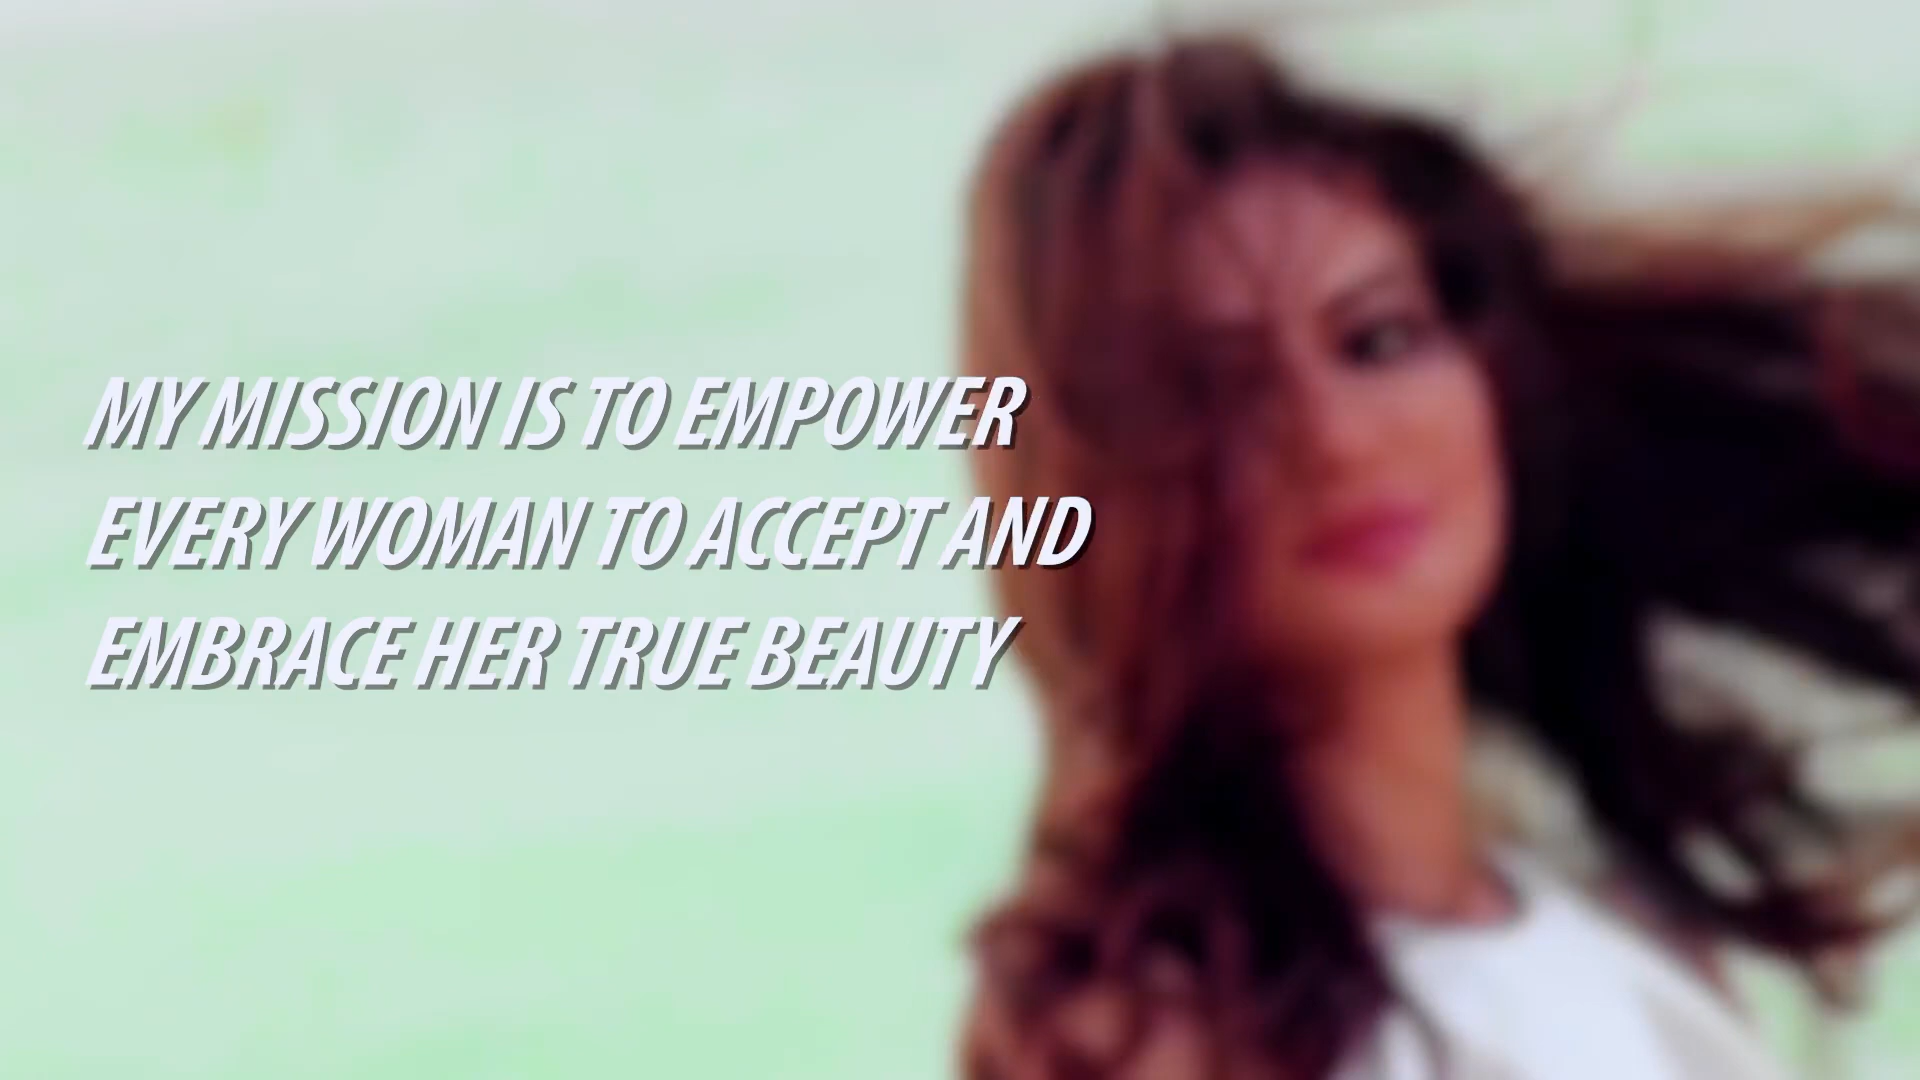 MY MISSION IS TO EMPOWER
EVERY WOMAN TO ACCEPT AND
EMBRACE HER TRUE BEAUTY